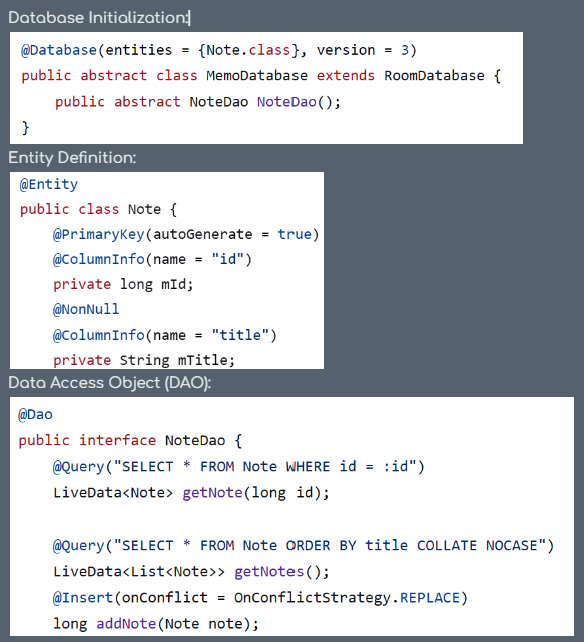 Database Initialization:
@Database(entities = {Note.class}, version = 3)
public abstract class MemoDatabase extends RoomDatabase {
    public abstract NoteDao NoteDao();
}
Entity Definition:
@Entity
public class Note {
    @PrimaryKey(autoGenerate = true)
    @ColumnInfo(name = "id")
    private long mId;
    @NonNull
    @ColumnInfo(name = "title")
    private String mTitle;
Data Access Object (DAO):
@Dao
public interface NoteDao {
    @Query("SELECT * FROM Note WHERE id = :id")
    LiveData<Note> getNote(long id);
    @Query("SELECT * FROM Note ORDER BY title COLLATE NOCASE")
    LiveData<List<Note>> getNotes();
    @Insert(onConflict = OnConflictStrategy.REPLACE)
    long addNote(Note note);